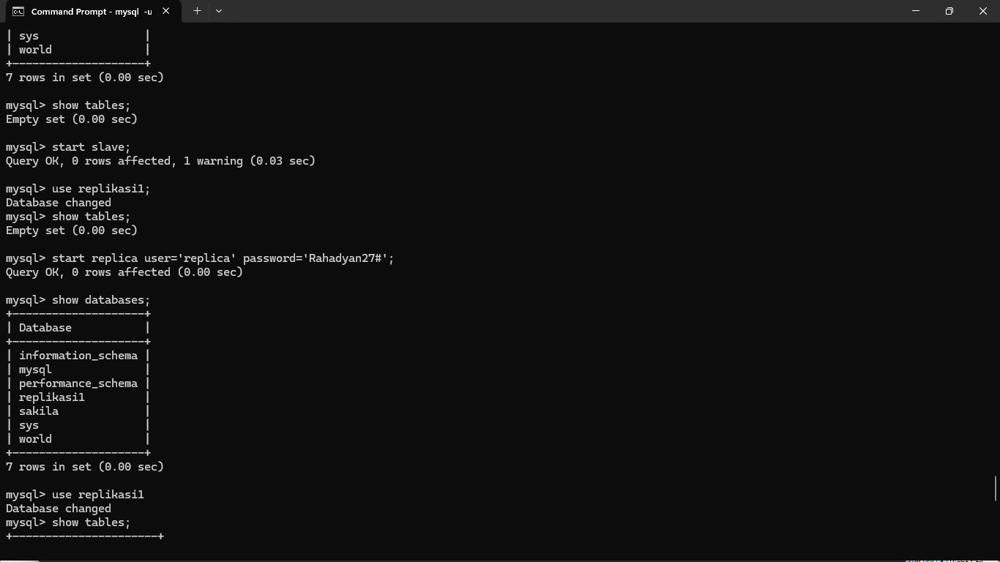 Command Prompt - mysql -u
| sys                |
| world              |
+--------------------+
7 rows in set (0.00 sec)
mysql> show tables;
Empty set (0.00 sec)
mysql> start slave;
Query OK, 0 rows affected, 1 warning (0.03 sec)
mysql> use replikasi1;
Database changed
mysql> show tables;
Empty set (0.00 sec)
mysql> start replica user='replica' password='Rahadyan27#';
Query OK, 0 rows affected (0.00 sec)
mysql> show databases;
+--------------------+
| Database           |
+--------------------+
| information_schema |
| mysql              |
| performance_schema |
| replikasi1         |
| sakila             |
| sys                |
| world              |
+--------------------+
7 rows in set (0.00 sec)
mysql> use replikasi1
Database changed
mysql> show tables;
+----------------------+